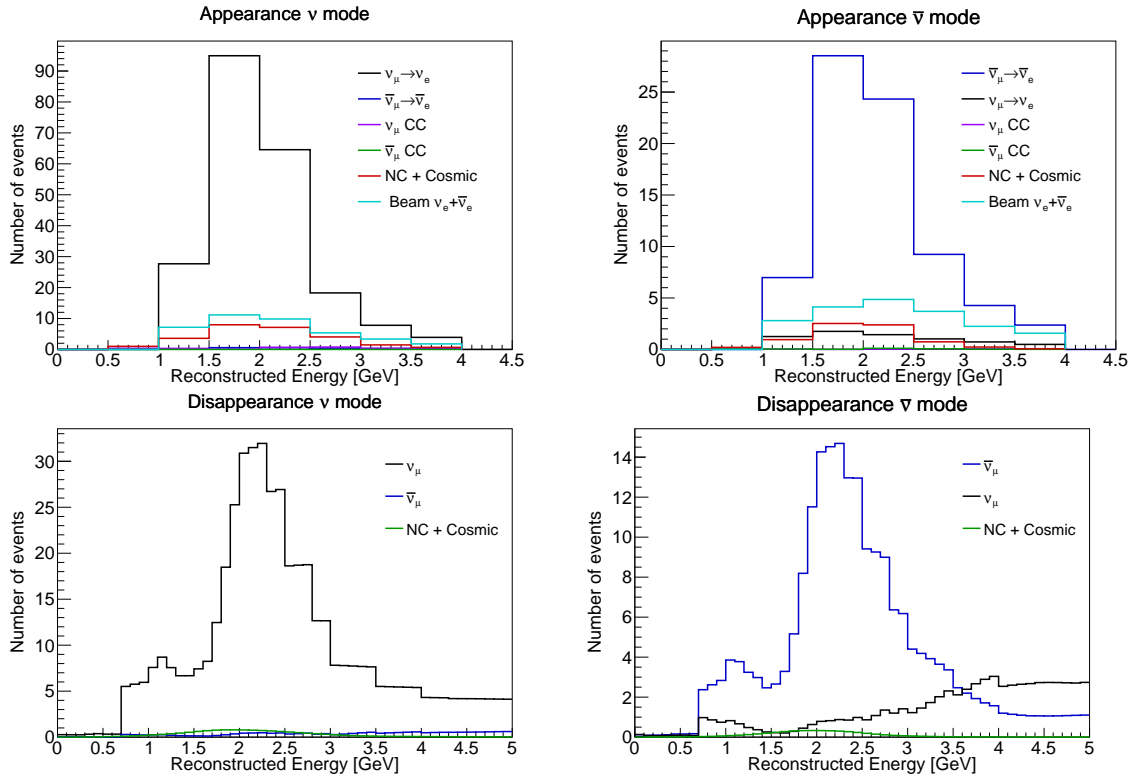 Appearance ν mode
Number of events
90
80
70
60
50
40
30
20
10
0
ν_μ→ν_e
ν̅_μ→ν̅_e
ν_μ CC
ν̅_μ CC
NC + Cosmic
Beam ν_e+ν̅_e
0 0.5 1 1.5 2 2.5 3 3.5 4 4.5
Reconstructed Energy [GeV]
Appearance ν̅ mode
Number of events
25
20
15
10
5
0
ν̅_μ→ν̅_e
ν_μ→ν_e
ν_μ CC
ν̅_μ CC
NC + Cosmic
Beam ν_e+ν̅_e
0 0.5 1 1.5 2 2.5 3 3.5 4 4.5
Reconstructed Energy [GeV]
Disappearance ν mode
Number of events
30
25
20
15
10
5
0
ν_μ
ν̅_μ
NC + Cosmic
0 0.5 1 1.5 2 2.5 3 3.5 4 4.5 5
Reconstructed Energy [GeV]
Disappearance ν̅ mode
Number of events
14
12
10
8
6
4
2
0
ν̅_μ
ν_μ
NC + Cosmic
0 0.5 1 1.5 2 2.5 3 3.5 4 4.5 5
Reconstructed Energy [GeV]